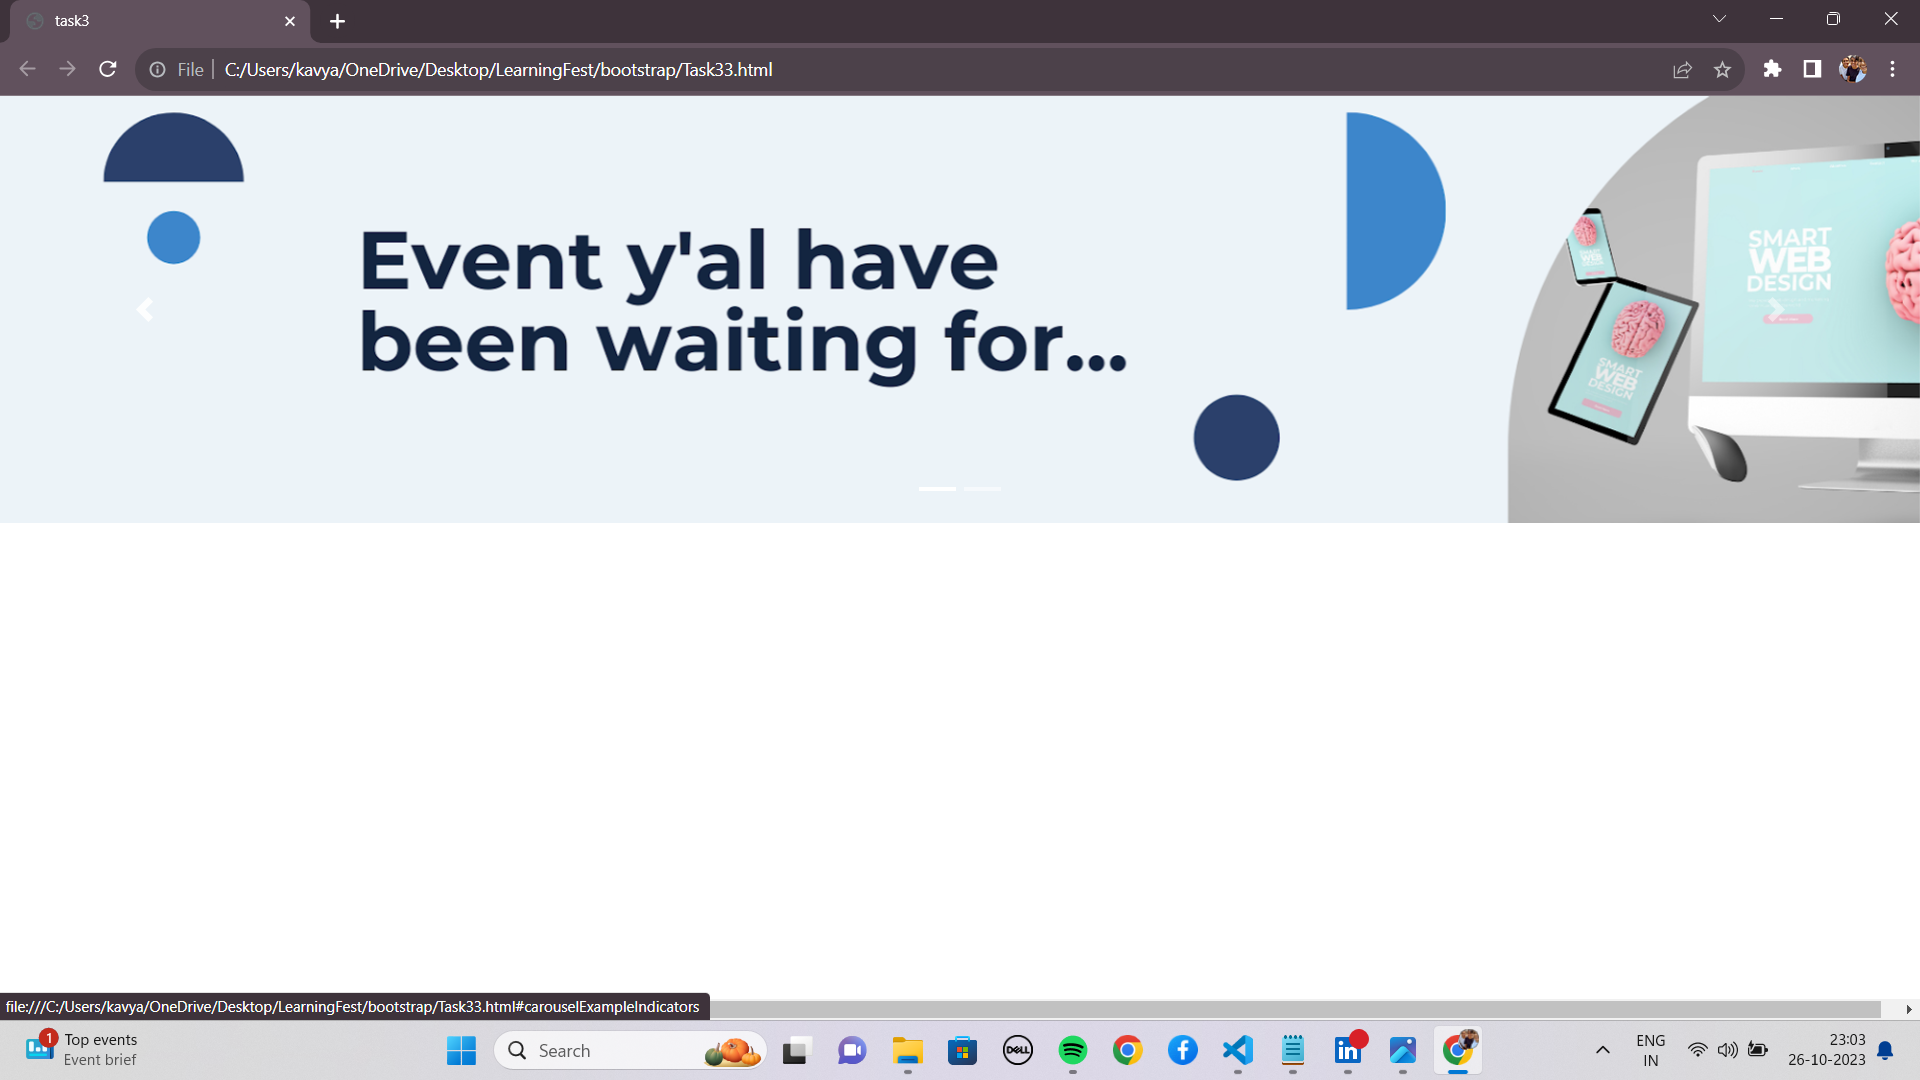 task3
File
C:/Users/kavya/OneDrive/Desktop/LearningFest/bootstrap/Task33.html
Event y'al have
been waiting for...
SMART
WEB
DESIGN
SMART
WEB
DESIGN
file:///C:/Users/kavya/OneDrive/Desktop/LearningFest/bootstrap/Task33.html#carouselExampleIndicators
1
Top events
Event brief
Search
DELL
in
ENG
IN
23:03
26-10-2023